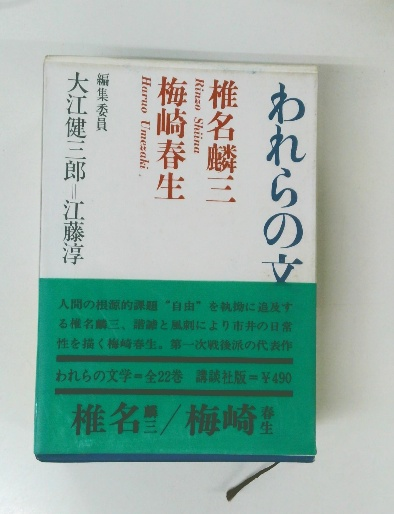 われらの文
椎名麟三
Rinzo Shiina
梅崎春生
Haruo Umezaki
編集委員
大江健三郎=江藤淳
人間の根源的課題“自由”を執拗に追及す
る椎名麟三、諧謔と風刺により市井の日常
性を描く梅崎春生。第一次戦後派の代表作
われらの文学=全22巻 講談社版=¥490
椎名麟三/梅崎春生